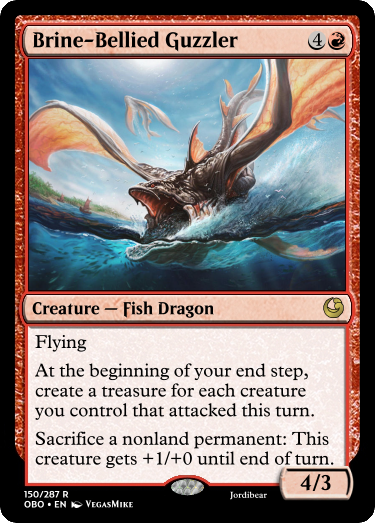 Brine-Bellied Guzzler 4
Creature — Fish Dragon
Flying
At the beginning of your end step,
create a treasure for each creature
you control that attacked this turn.
Sacrifice a nonland permanent: This
creature gets +1/+0 until end of turn.
4/3
150/287 R
OBO • EN VegasMike
Jordibear